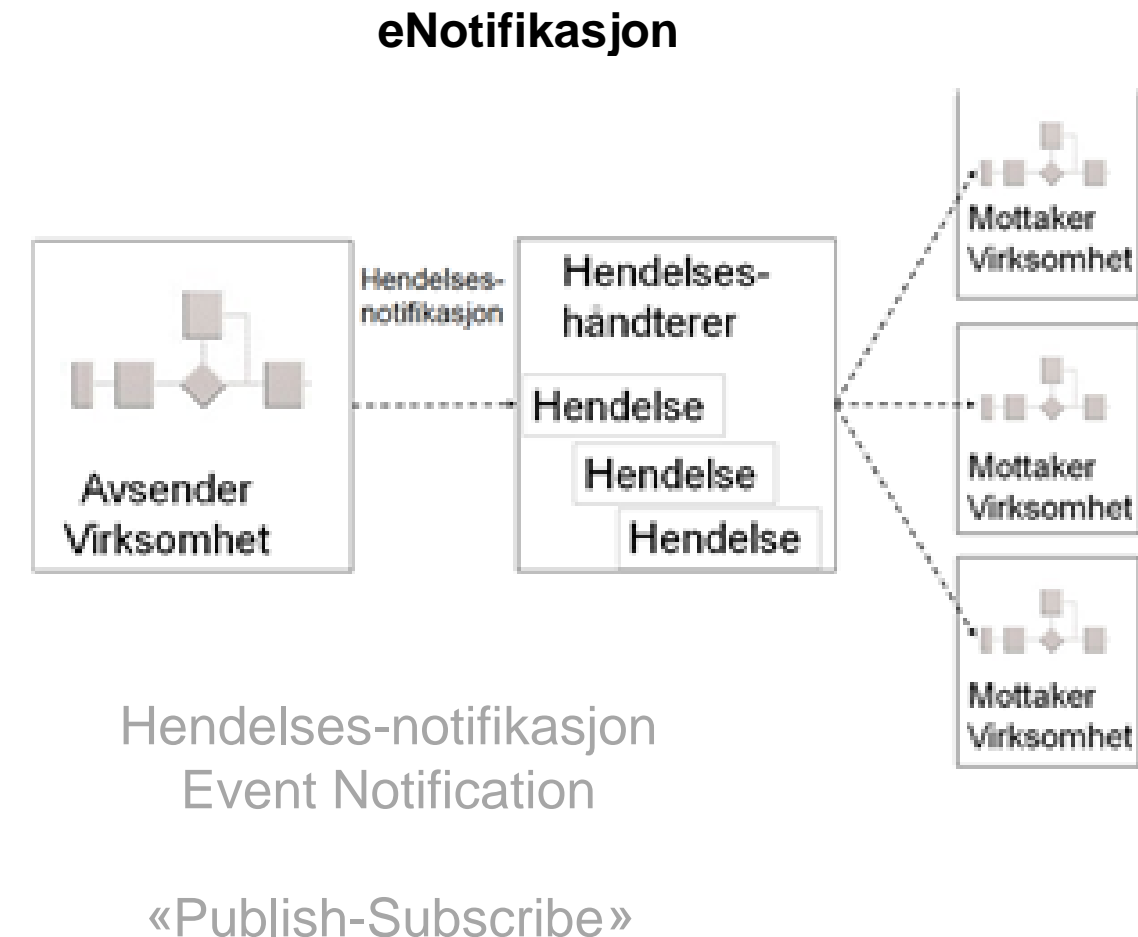 eNotifikasjon
Hendelses-
notifikasjon
Avsender
Virksomhet
Hendelses-
håndterer
Hendelse
Hendelse
Hendelse
Mottaker
Virksomhet
Mottaker
Virksomhet
Mottaker
Virksomhet
Hendelses-notifikasjon
Event Notification
«Publish-Subscribe»